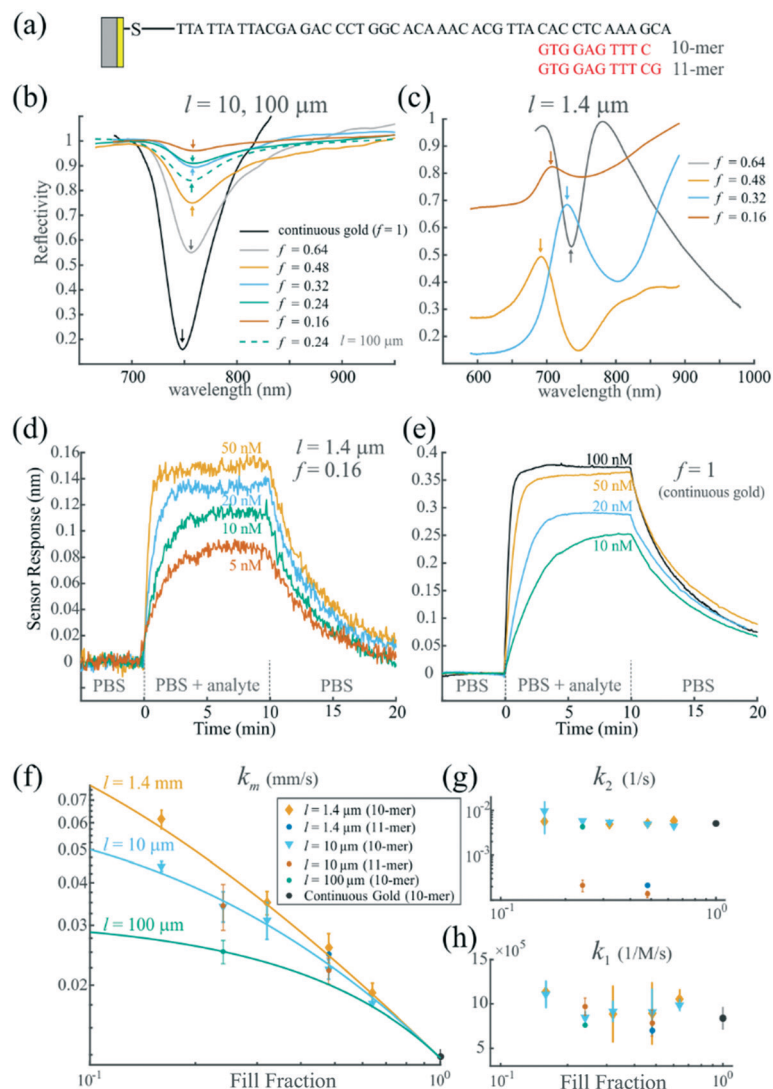 (a)
S
TTA TTA TTACGA GAC CCT GGC ACA AAC ACG TTA CAC CTC AAA GCA
GTG GAG TTT C 10-mer
GTG GAG TTT CG 11-mer
(b)
l = 10, 100 μm
1
0.9
0.8
0.7
0.6
0.5
0.4
0.3
0.2
Reflectivity
continuous gold (f = 1)
f = 0.64
f = 0.48
f = 0.32
f = 0.24
f = 0.16
f = 0.24 l = 100 μm
700 800 900
wavelength (nm)
(c)
l = 1.4 μm
1
0.9
0.8
0.7
0.6
0.5
0.4
0.3
0.2
f = 0.64
f = 0.48
f = 0.32
f = 0.16
500 600 700 800 900 1000
wavelength (nm)
(d)
l = 1.4 μm
f = 0.16
0.16
0.14
0.12
0.10
0.08
0.06
0.04
0.02
0
Sensor Response (nm)
50 nM
20 nM
10 nM
5 nM
PBS PBS + analyte PBS
0 5 10 15 20
Time (min)
(e)
f = 1
(continuous gold)
0.4
0.35
0.3
0.25
0.2
0.15
0.1
0.05
0
100 nM
50 nM
20 nM
10 nM
PBS PBS + analyte PBS
0 5 10 15 20
Time (min)
(f)
km (mm/s)
l = 1.4 mm
l = 10 μm
l = 100 μm
0.07
0.06
0.05
0.04
0.03
0.02
l = 1.4 μm (10-mer)
l = 1.4 μm (11-mer)
l = 10 μm (10-mer)
l = 10 μm (11-mer)
l = 100 μm (10-mer)
Continuous Gold (10-mer)
10-1 100
Fill Fraction
(g)
k2 (1/s)
10-2
10-3
10-1 100
(h)
k1 (1/M/s)
×105
10
5
10-1 100
Fill Fraction